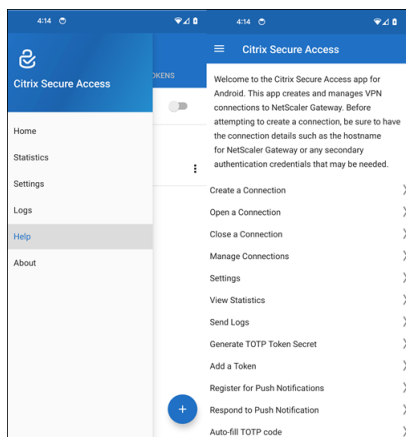 4:14
Citrix Secure Access
Home
Statistics
Settings
Logs
Help
About
KENS
+
4:14
Citrix Secure Access
Welcome to the Citrix Secure Access app for
Android. This app creates and manages VPN
connections to NetScaler Gateway. Before
attempting to create a connection, be sure to have
the connection details such as the hostname
for NetScaler Gateway or any secondary
authentication credentials that may be needed.
Create a Connection
Open a Connection
Close a Connection
Manage Connections
Settings
View Statistics
Send Logs
Generate TOTP Token Secret
Add a Token
Register for Push Notifications
Respond to Push Notification
Auto-fill TOTP code